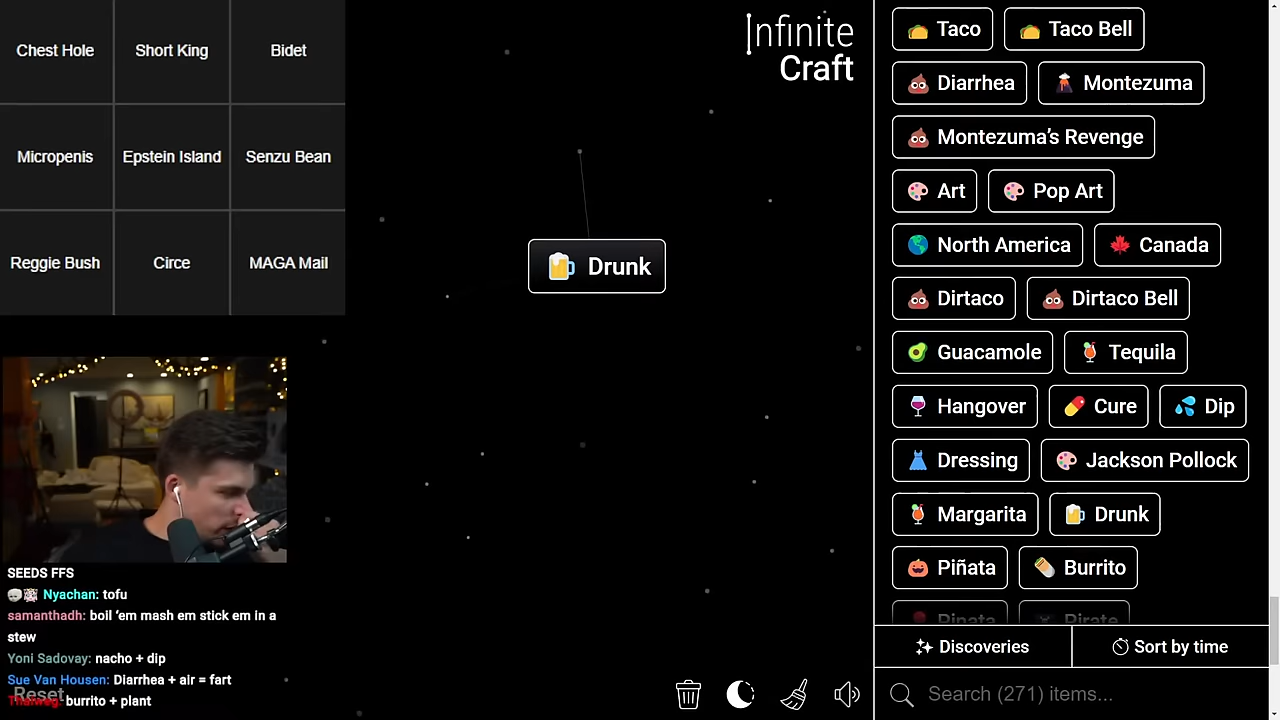 Chest Hole
Short King
Bidet
Micropenis
Epstein Island
Senzu Bean
Reggie Bush
Circe
MAGA Mail
Infinite
Craft
Drunk
Taco
Taco Bell
Diarrhea
Montezuma
Montezuma’s Revenge
Art
Pop Art
North America
Canada
Dirtaco
Dirtaco Bell
Guacamole
Tequila
Hangover
Cure
Dip
Dressing
Jackson Pollock
Margarita
Drunk
Piñata
Burrito
Pinata
Pirate
Discoveries
Sort by time
Search (271) items...
SEEDS FFS
Nyachan: tofu
samanthadh: boil ‘em mash em stick em in a
stew
Yoni Sadovay: nacho + dip
Sue Van Housen: Diarrhea + air = fart
Reset
burrito + plant